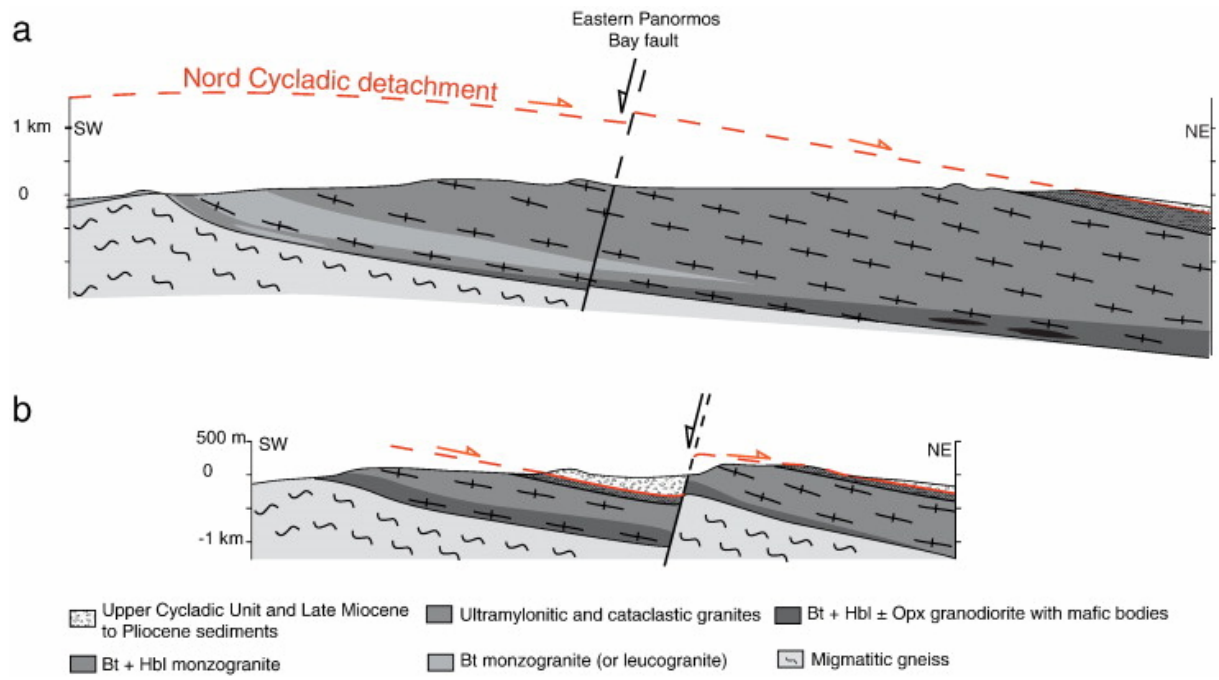 a
Eastern Panormos
Bay fault
Nord Cycladic detachment
1 km
SW
NE
0
b
500 m
SW
NE
0
-1 km
Upper Cycladic Unit and Late Miocene
to Pliocene sediments
Ultramylonitic and cataclastic granites
Bt + Hbl ± Opx granodiorite with mafic bodies
Bt + Hbl monzogranite
Bt monzogranite (or leucogranite)
Migmatitic gneiss